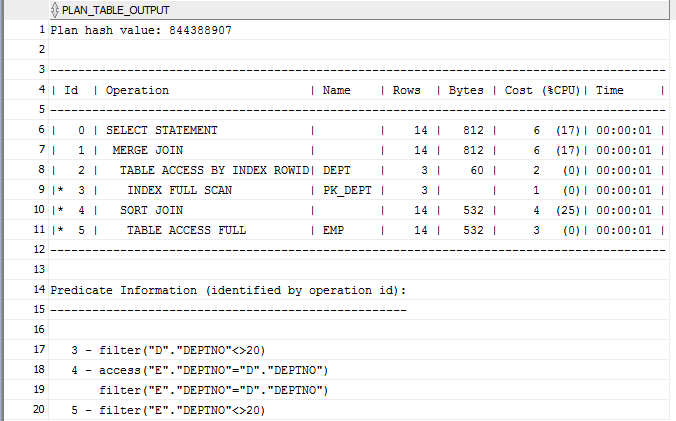 PLAN_TABLE_OUTPUT
1 Plan hash value: 844388907
2
3 ----------------------------------------------------------------------------------------
4 | Id  | Operation                    | Name    | Rows  | Bytes | Cost (%CPU)| Time     |
5 ----------------------------------------------------------------------------------------
6 |   0 | SELECT STATEMENT             |         |    14 |   812 |     6  (17)| 00:00:01 |
7 |   1 |  MERGE JOIN                  |         |    14 |   812 |     6  (17)| 00:00:01 |
8 |   2 |   TABLE ACCESS BY INDEX ROWID| DEPT    |     3 |    60 |     2   (0)| 00:00:01 |
9 |*  3 |    INDEX FULL SCAN           | PK_DEPT |     3 |       |     1   (0)| 00:00:01 |
10 |*  4 |   SORT JOIN                  |         |    14 |   532 |     4  (25)| 00:00:01 |
11 |*  5 |    TABLE ACCESS FULL         | EMP     |    14 |   532 |     3   (0)| 00:00:01 |
12 ----------------------------------------------------------------------------------------
13
14 Predicate Information (identified by operation id):
15 ---------------------------------------------------
16
17    3 - filter("D"."DEPTNO"<>20)
18    4 - access("E"."DEPTNO"="D"."DEPTNO")
19        filter("E"."DEPTNO"="D"."DEPTNO")
20    5 - filter("E"."DEPTNO"<>20)